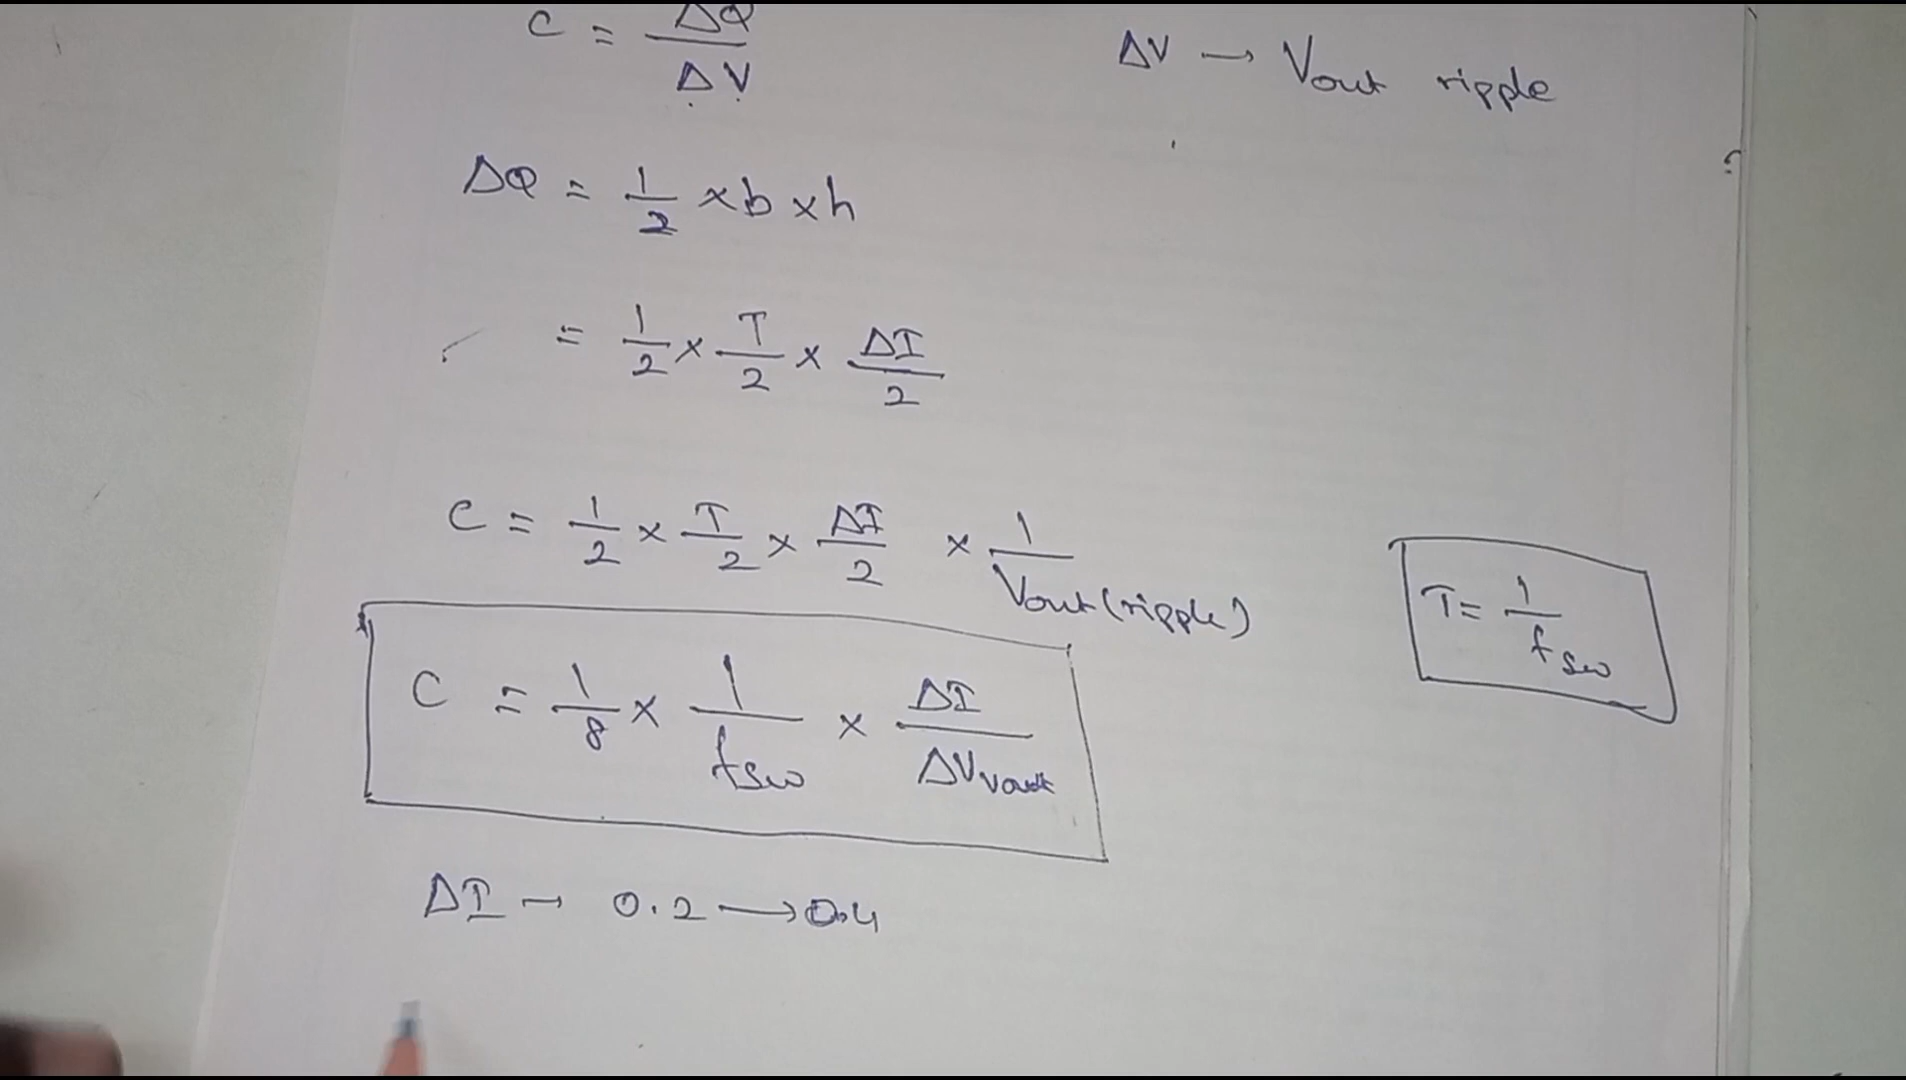 C = ΔQ / ΔV
ΔV → Vout ripple
ΔQ = 1/2 × b × h
= 1/2 × T/2 × ΔI/2
C = 1/2 × T/2 × ΔI/2 × 1/Vout(ripple)
T = 1/fsw
C = 1/8 × 1/fsw × ΔI/ΔVvout
ΔI → 0.2 → 0.4